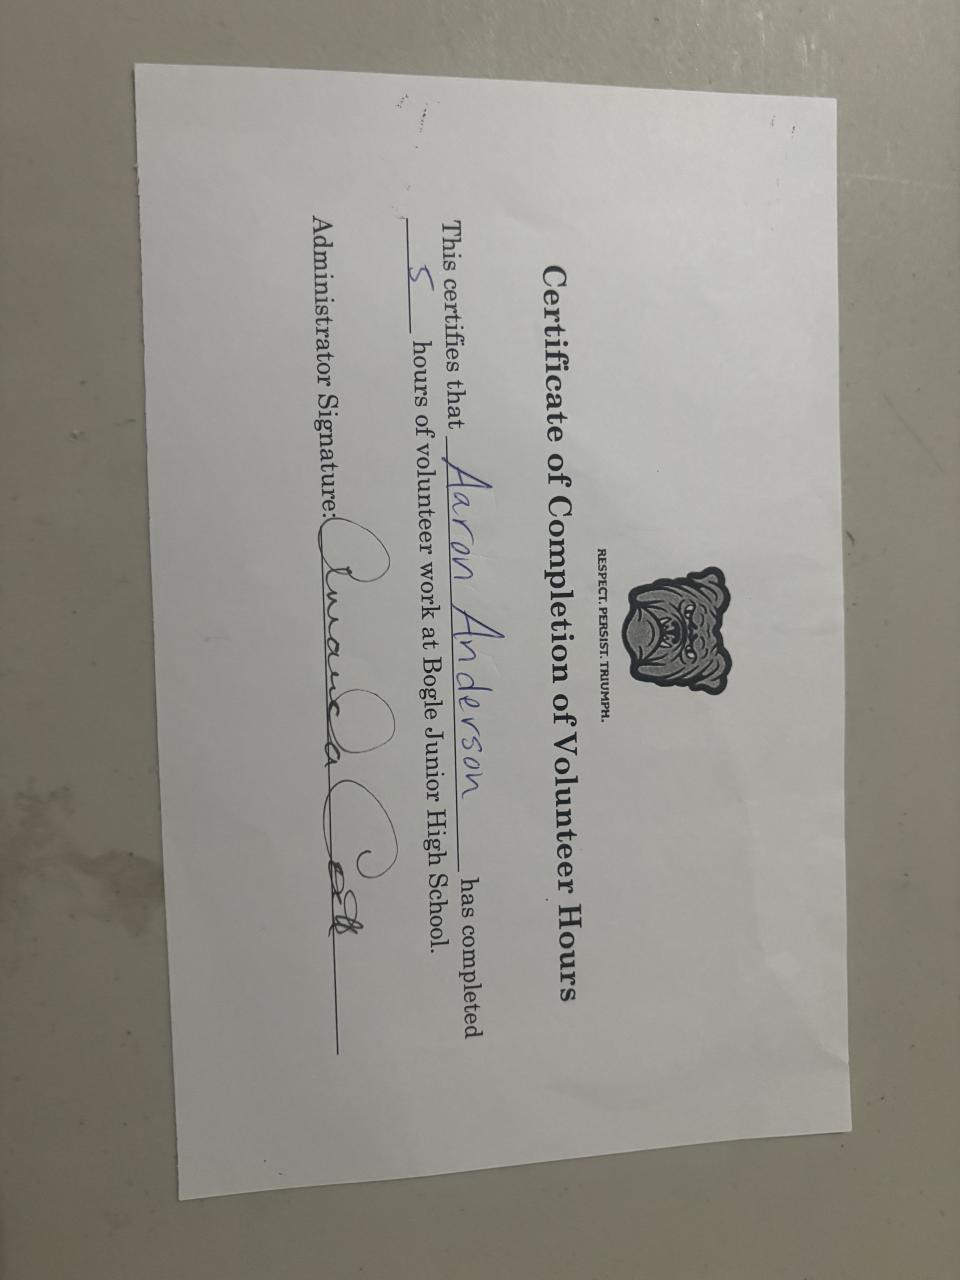 RESPECT. PERSIST. TRIUMPH.
Certificate of Completion of Volunteer Hours
This certifies that Aaron Anderson has completed
5 hours of volunteer work at Bogle Junior High School.
Administrator Signature: Amanda